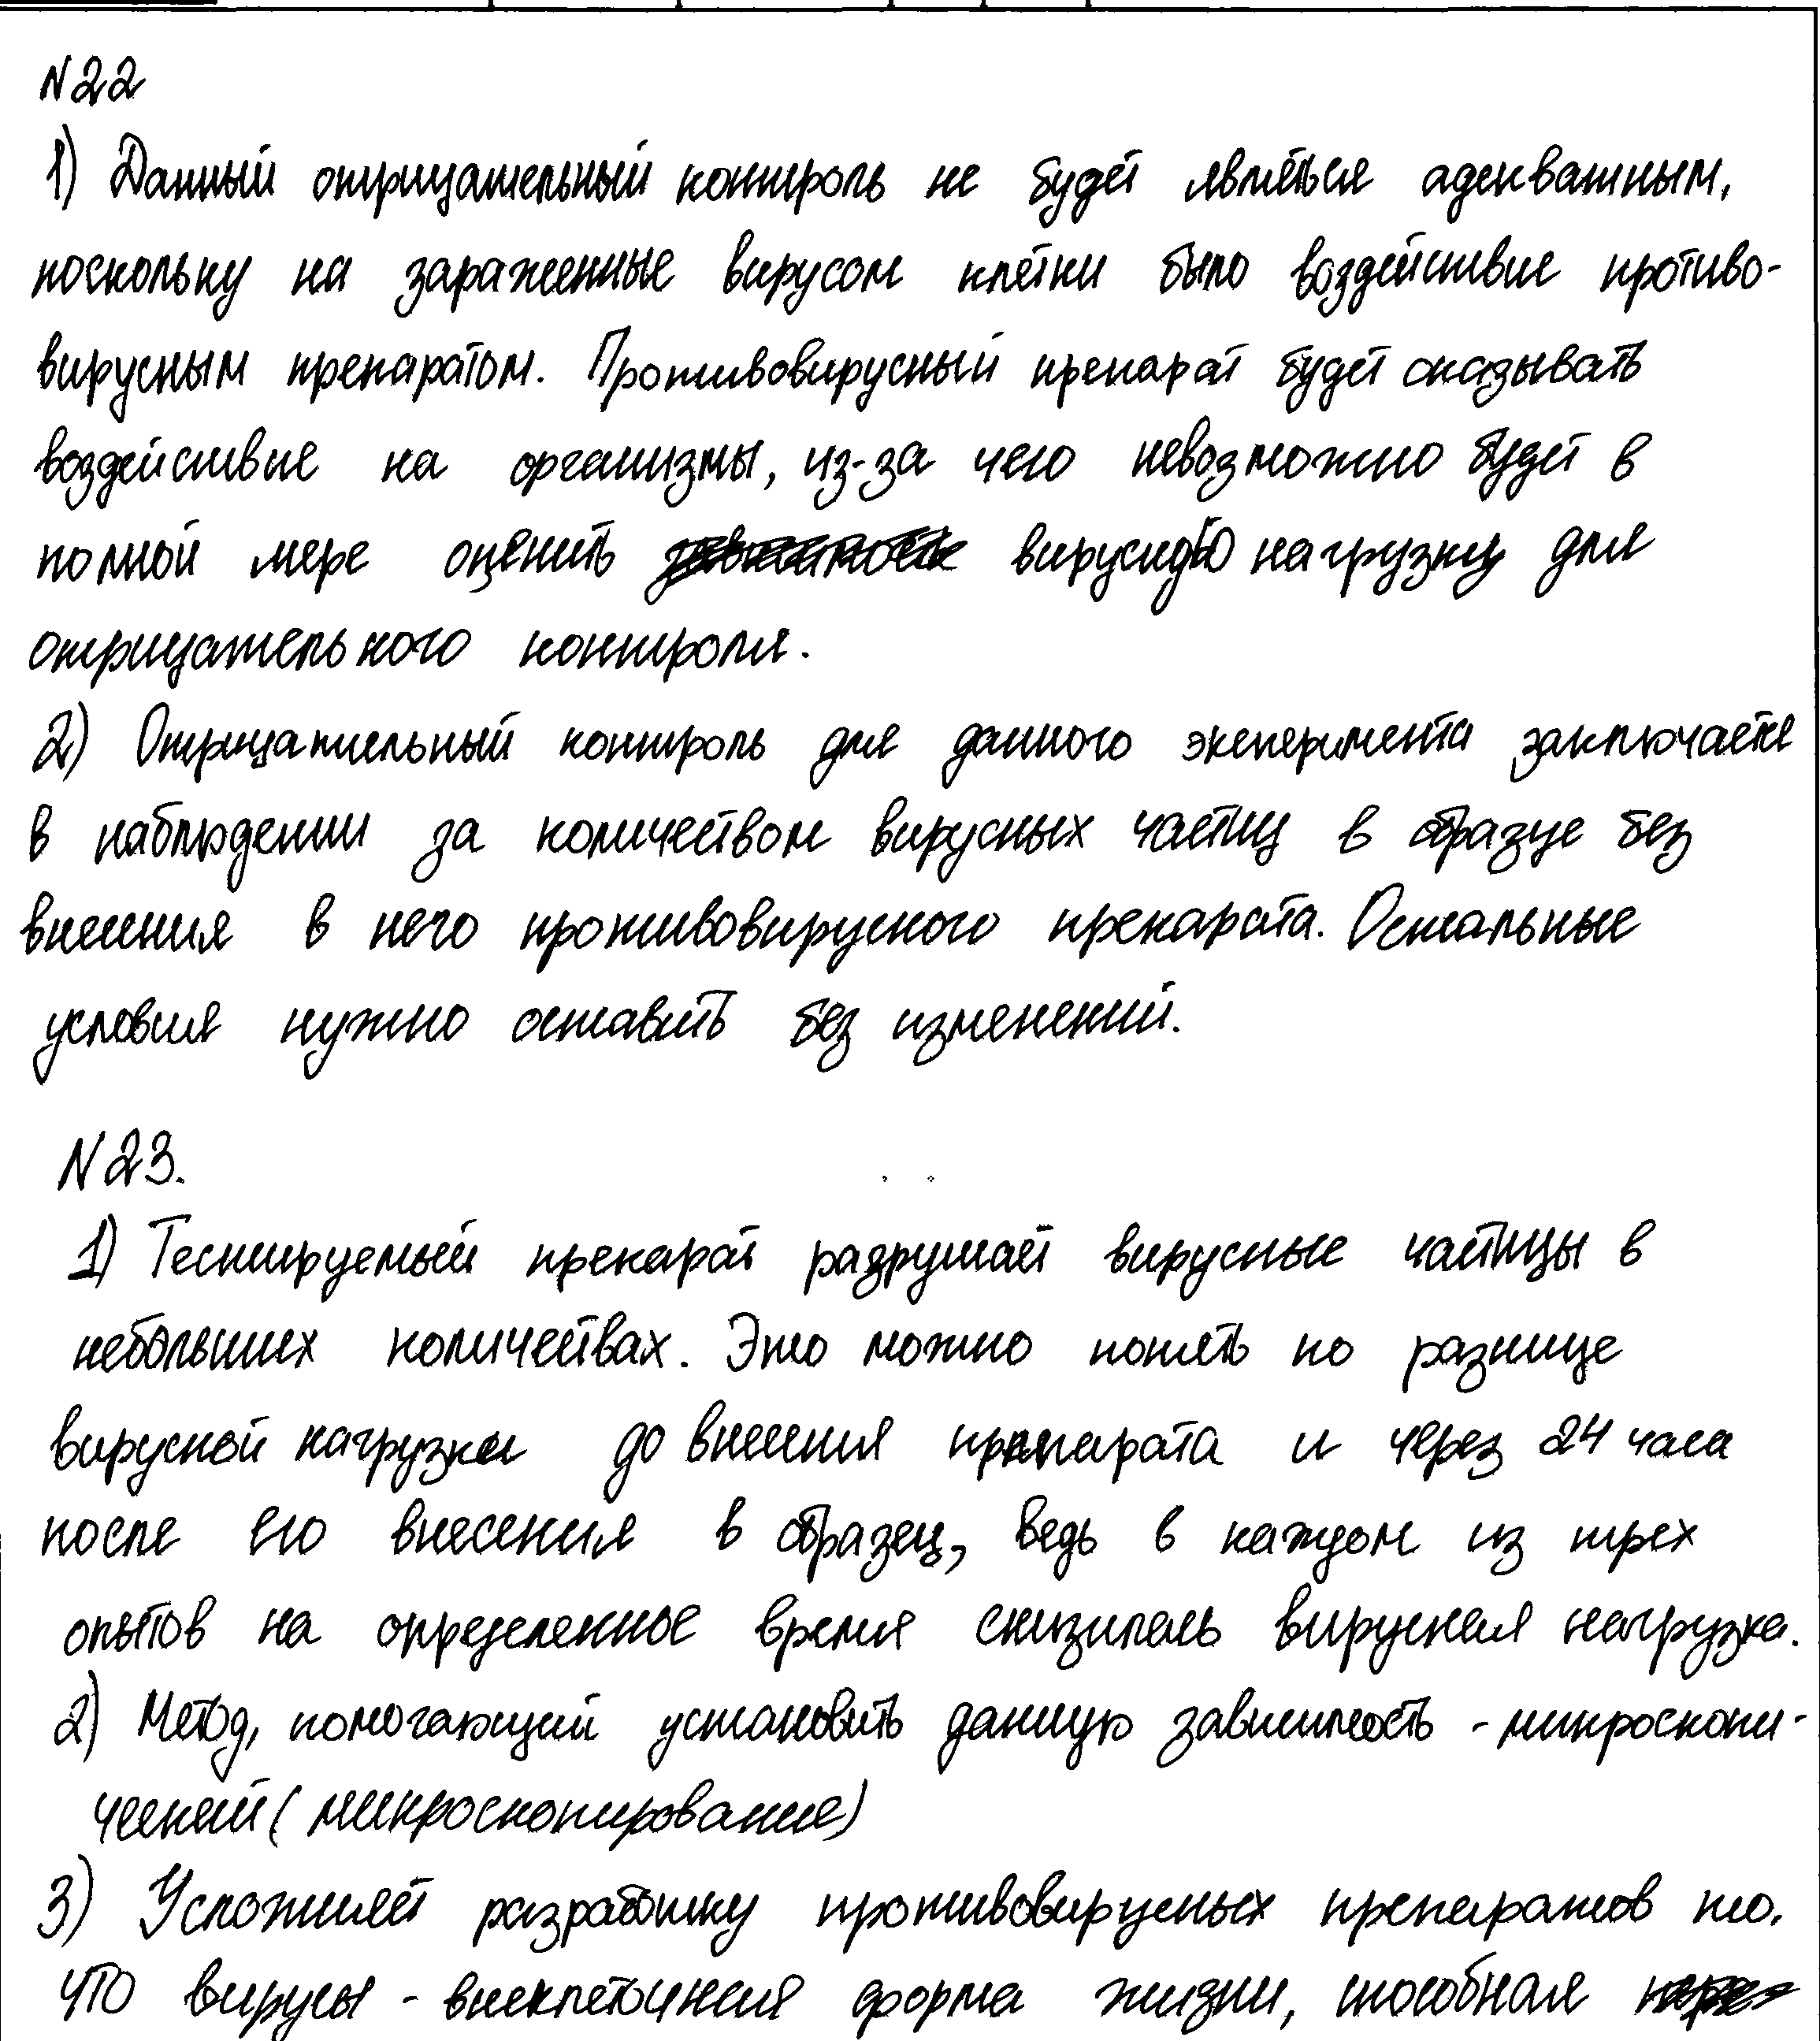 N22
1) Данный отрицательный контроль не будет являться адекватным,
поскольку на зараженные вирусом клетки было воздействие противо-
вирусным препаратом. Противовирусный препарат будет оказывать
воздействие на организмы, из-за чего невозможно будет в
полной мере оценить вирусную нагрузку для
отрицательного контроля.
2) Отрицательный контроль для данного эксперимента заключается
в наблюдении за количеством вирусных частиц в образце без
внесения в него противовирусного препарата. Остальные
условия нужно оставить без изменений.
N23.
1) Тестируемый препарат разрушает вирусные частицы в
небольших количествах. Это можно понять по разнице
вирусной нагрузки до внесения препарата и через 24 часа
после его внесения в образец, ведь в каждом из трех
опытов на определенное время снизилась вирусная нагрузка.
2) Метод, помогающий установить данную зависимость - микроскопи-
ческий (микроскопирование)
3) Усложняет разработку противовирусных препаратов то,
что вирусы - внеклеточная форма жизни, способная